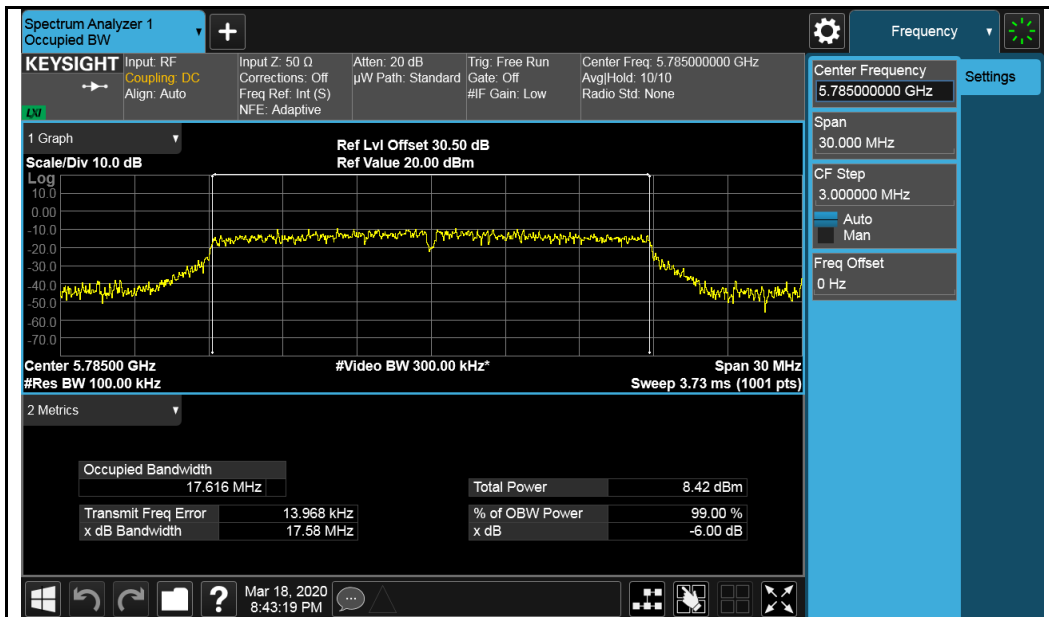 Spectrum Analyzer 1
Occupied BW
▼
+
Frequency
▼
KEYSIGHT
LXI
Input: RF
Coupling: DC
Align: Auto
Input Z: 50 Ω
Corrections: Off
Freq Ref: Int (S)
NFE: Adaptive
Atten: 20 dB
µW Path: Standard
Trig: Free Run
Gate: Off
#IF Gain: Low
Center Freq: 5.785000000 GHz
Avg|Hold: 10/10
Radio Std: None
1 Graph ▼
Scale/Div 10.0 dB
Ref Lvl Offset 30.50 dB
Ref Value 20.00 dBm
Log
10.0
0.00
-10.0
-20.0
-30.0
-40.0
-50.0
-60.0
-70.0
Center 5.78500 GHz
#Res BW 100.00 kHz
#Video BW 300.00 kHz*
Span 30 MHz
Sweep 3.73 ms (1001 pts)
2 Metrics ▼
Occupied Bandwidth
17.616 MHz
Total Power 8.42 dBm
Transmit Freq Error 13.968 kHz
% of OBW Power 99.00 %
x dB Bandwidth 17.58 MHz
x dB -6.00 dB
?
Mar 18, 2020
8:43:19 PM
Center Frequency
5.785000000 GHz
Span
30.000 MHz
CF Step
3.000000 MHz
Auto
Man
Freq Offset
0 Hz
Settings